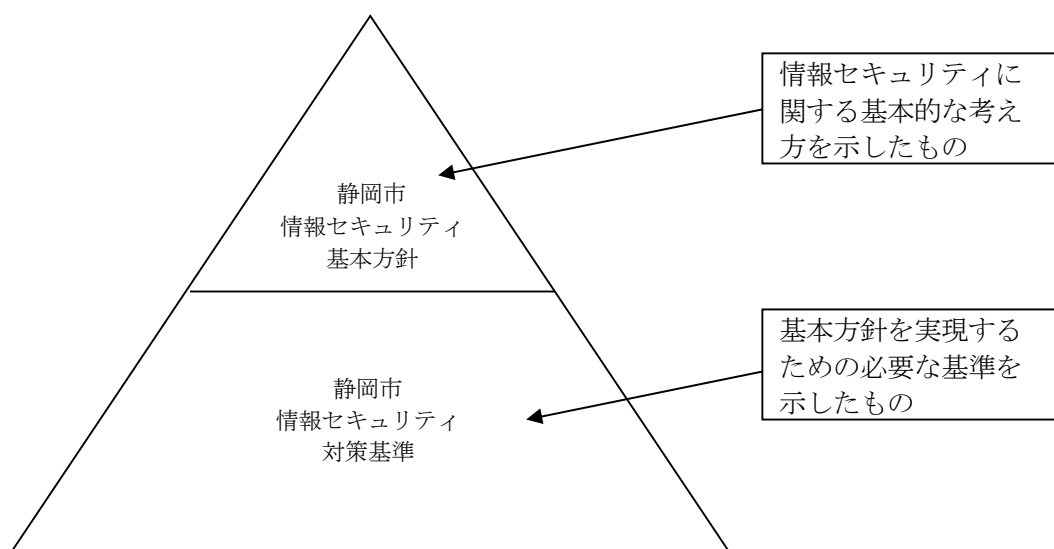 情報セキュリティに
関する基本的な考え
方を示したもの
静岡市
情報セキュリティ
基本方針
基本方針を実現する
ための必要な基準を
示したもの
静岡市
情報セキュリティ
対策基準